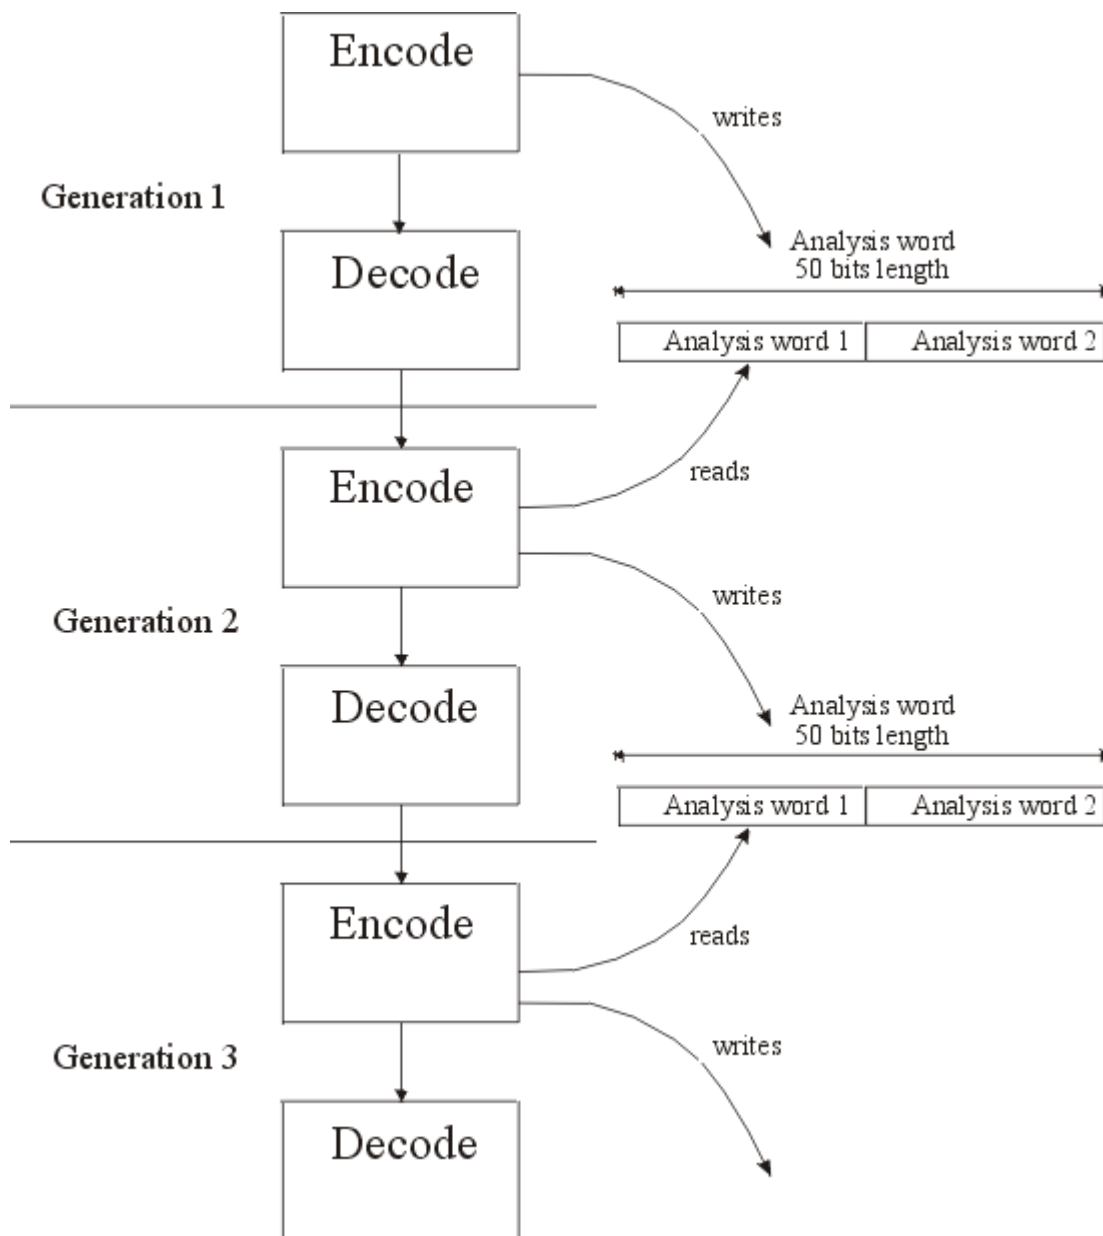 Encode
writes
Generation 1
Analysis word
50 bits length
Decode
Analysis word 1
Analysis word 2
Encode
reads
writes
Generation 2
Decode
Analysis word
50 bits length
Analysis word 1
Analysis word 2
Encode
reads
writes
Generation 3
Decode